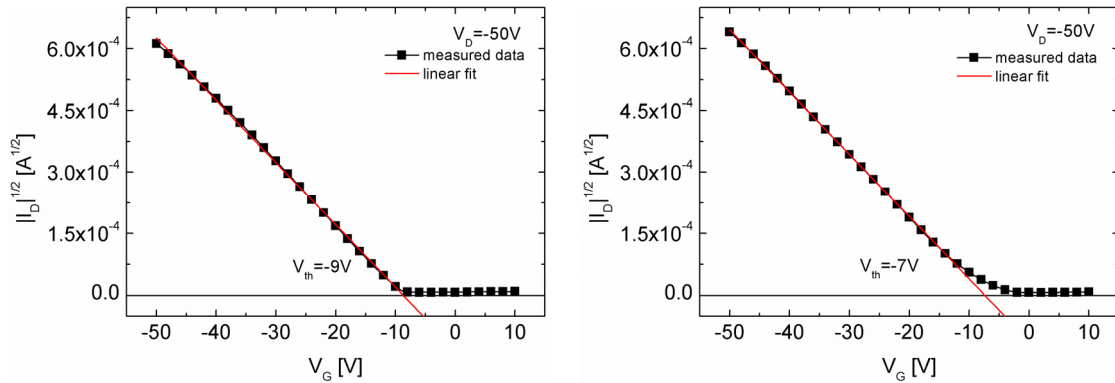 V_D=-50V
measured data
linear fit
6.0x10^-4
4.5x10^-4
3.0x10^-4
1.5x10^-4
0.0
|I_D|^1/2 [A^1/2]
V_th=-9V
-50 -40 -30 -20 -10 0 10
V_G [V]
V_D=-50V
measured data
linear fit
6.0x10^-4
4.5x10^-4
3.0x10^-4
1.5x10^-4
0.0
|I_D|^1/2 [A^1/2]
V_th=-7V
-50 -40 -30 -20 -10 0 10
V_G [V]